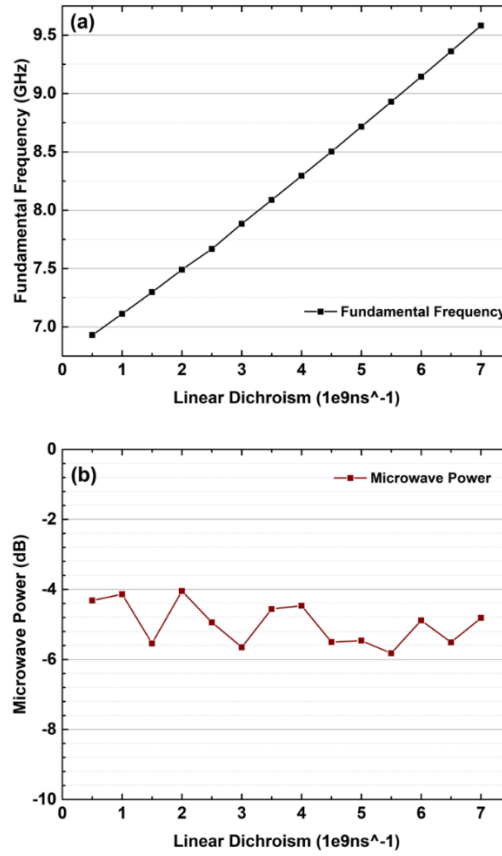 (a)
9.5
9.0
8.5
8.0
7.5
7.0
Fundamental Frequency (GHz)
Fundamental Frequency
0 1 2 3 4 5 6 7
Linear Dichroism (1e9ns^-1)
(b)
0
-2
-4
-6
-8
-10
Microwave Power (dB)
Microwave Power
0 1 2 3 4 5 6 7
Linear Dichroism (1e9ns^-1)